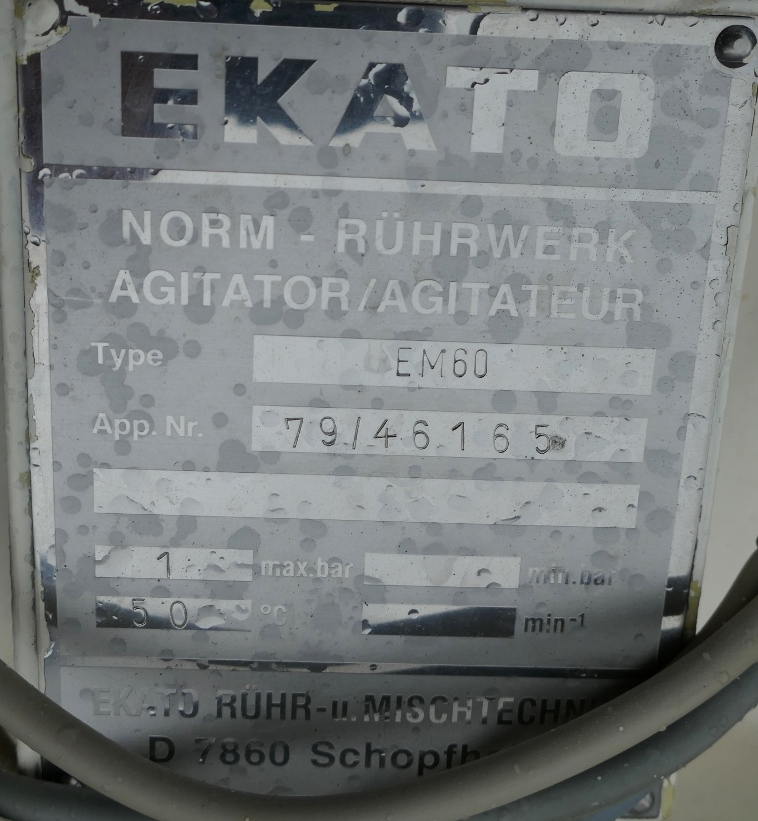 EKATO
NORM - RÜHRWERK
AGITATOR/AGITATEUR
Type EM60
App. Nr. 79/46165
1 max.bar min.bar
50 °C min-1
EKATO RÜHR-u.MISCHTECHN
D 7860 Schopfh